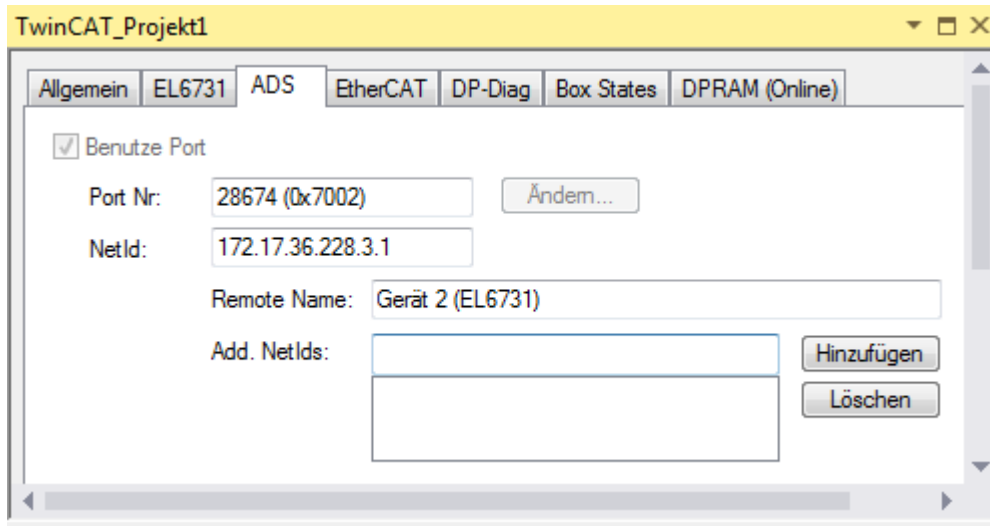 TwinCAT_Projekt1
Allgemein EL6731 ADS EtherCAT DP-Diag Box States DPRAM (Online)
Benutze Port
Port Nr: 28674 (0x7002) Ändern...
NetId: 172.17.36.228.3.1
Remote Name: Gerät 2 (EL6731)
Add. NetIds: Hinzufügen
Löschen